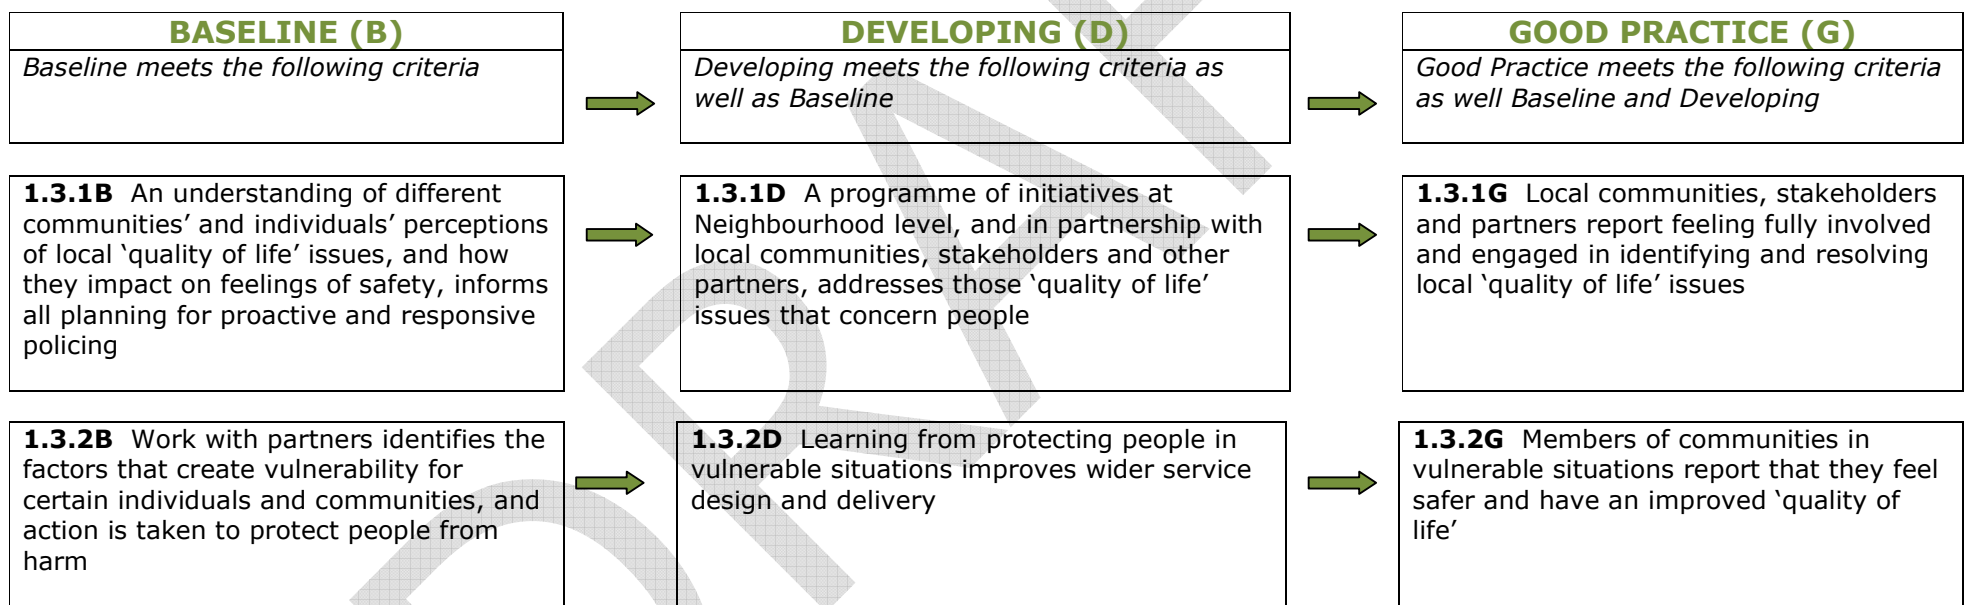 BASELINE (B)
Baseline meets the following criteria
DEVELOPING (D)
Developing meets the following criteria as
well as Baseline
GOOD PRACTICE (G)
Good Practice meets the following criteria
as well Baseline and Developing
1.3.1B An understanding of different
communities’ and individuals’ perceptions
of local ‘quality of life’ issues, and how
they impact on feelings of safety, informs
all planning for proactive and responsive
policing
1.3.1D A programme of initiatives at
Neighbourhood level, and in partnership with
local communities, stakeholders and other
partners, addresses those ‘quality of life’
issues that concern people
1.3.1G Local communities, stakeholders
and partners report feeling fully involved
and engaged in identifying and resolving
local ‘quality of life’ issues
1.3.2B Work with partners identifies the
factors that create vulnerability for
certain individuals and communities, and
action is taken to protect people from
harm
1.3.2D Learning from protecting people in
vulnerable situations improves wider service
design and delivery
1.3.2G Members of communities in
vulnerable situations report that they feel
safer and have an improved ‘quality of
life’